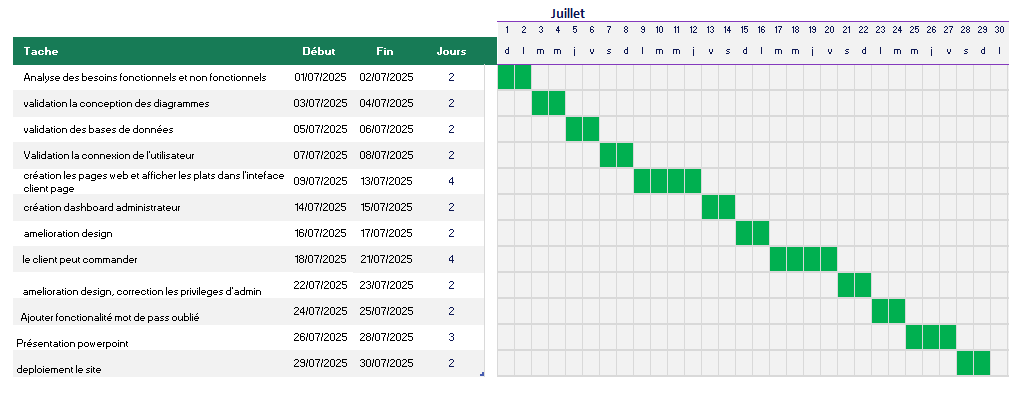 Juillet
1 2 3 4 5 6 7 8 9 10 11 12 13 14 15 16 17 18 19 20 21 22 23 24 25 26 27 28 29 30
Tache Début Fin Jours d l m m j v s d l m m j v s d l m m j v s d l m m j v s d l
Analyse des besoins fonctionnels et non fonctionnels 01/07/2025 02/07/2025 2
validation la conception des diagrammes 03/07/2025 04/07/2025 2
validation des bases de données 05/07/2025 06/07/2025 2
Validation la connexion de l'utilisateur 07/07/2025 08/07/2025 2
création les pages web et afficher les plats dans l'inteface
client page 09/07/2025 13/07/2025 4
création dashboard administrateur 14/07/2025 15/07/2025 2
amelioration design 16/07/2025 17/07/2025 2
le client peut commander 18/07/2025 21/07/2025 4
amelioration design, correction les privileges d'admin 22/07/2025 23/07/2025 2
Ajouter fonctionalité mot de pass oublié 24/07/2025 25/07/2025 2
Présentation powerpoint 26/07/2025 28/07/2025 3
deploiement le site 29/07/2025 30/07/2025 2